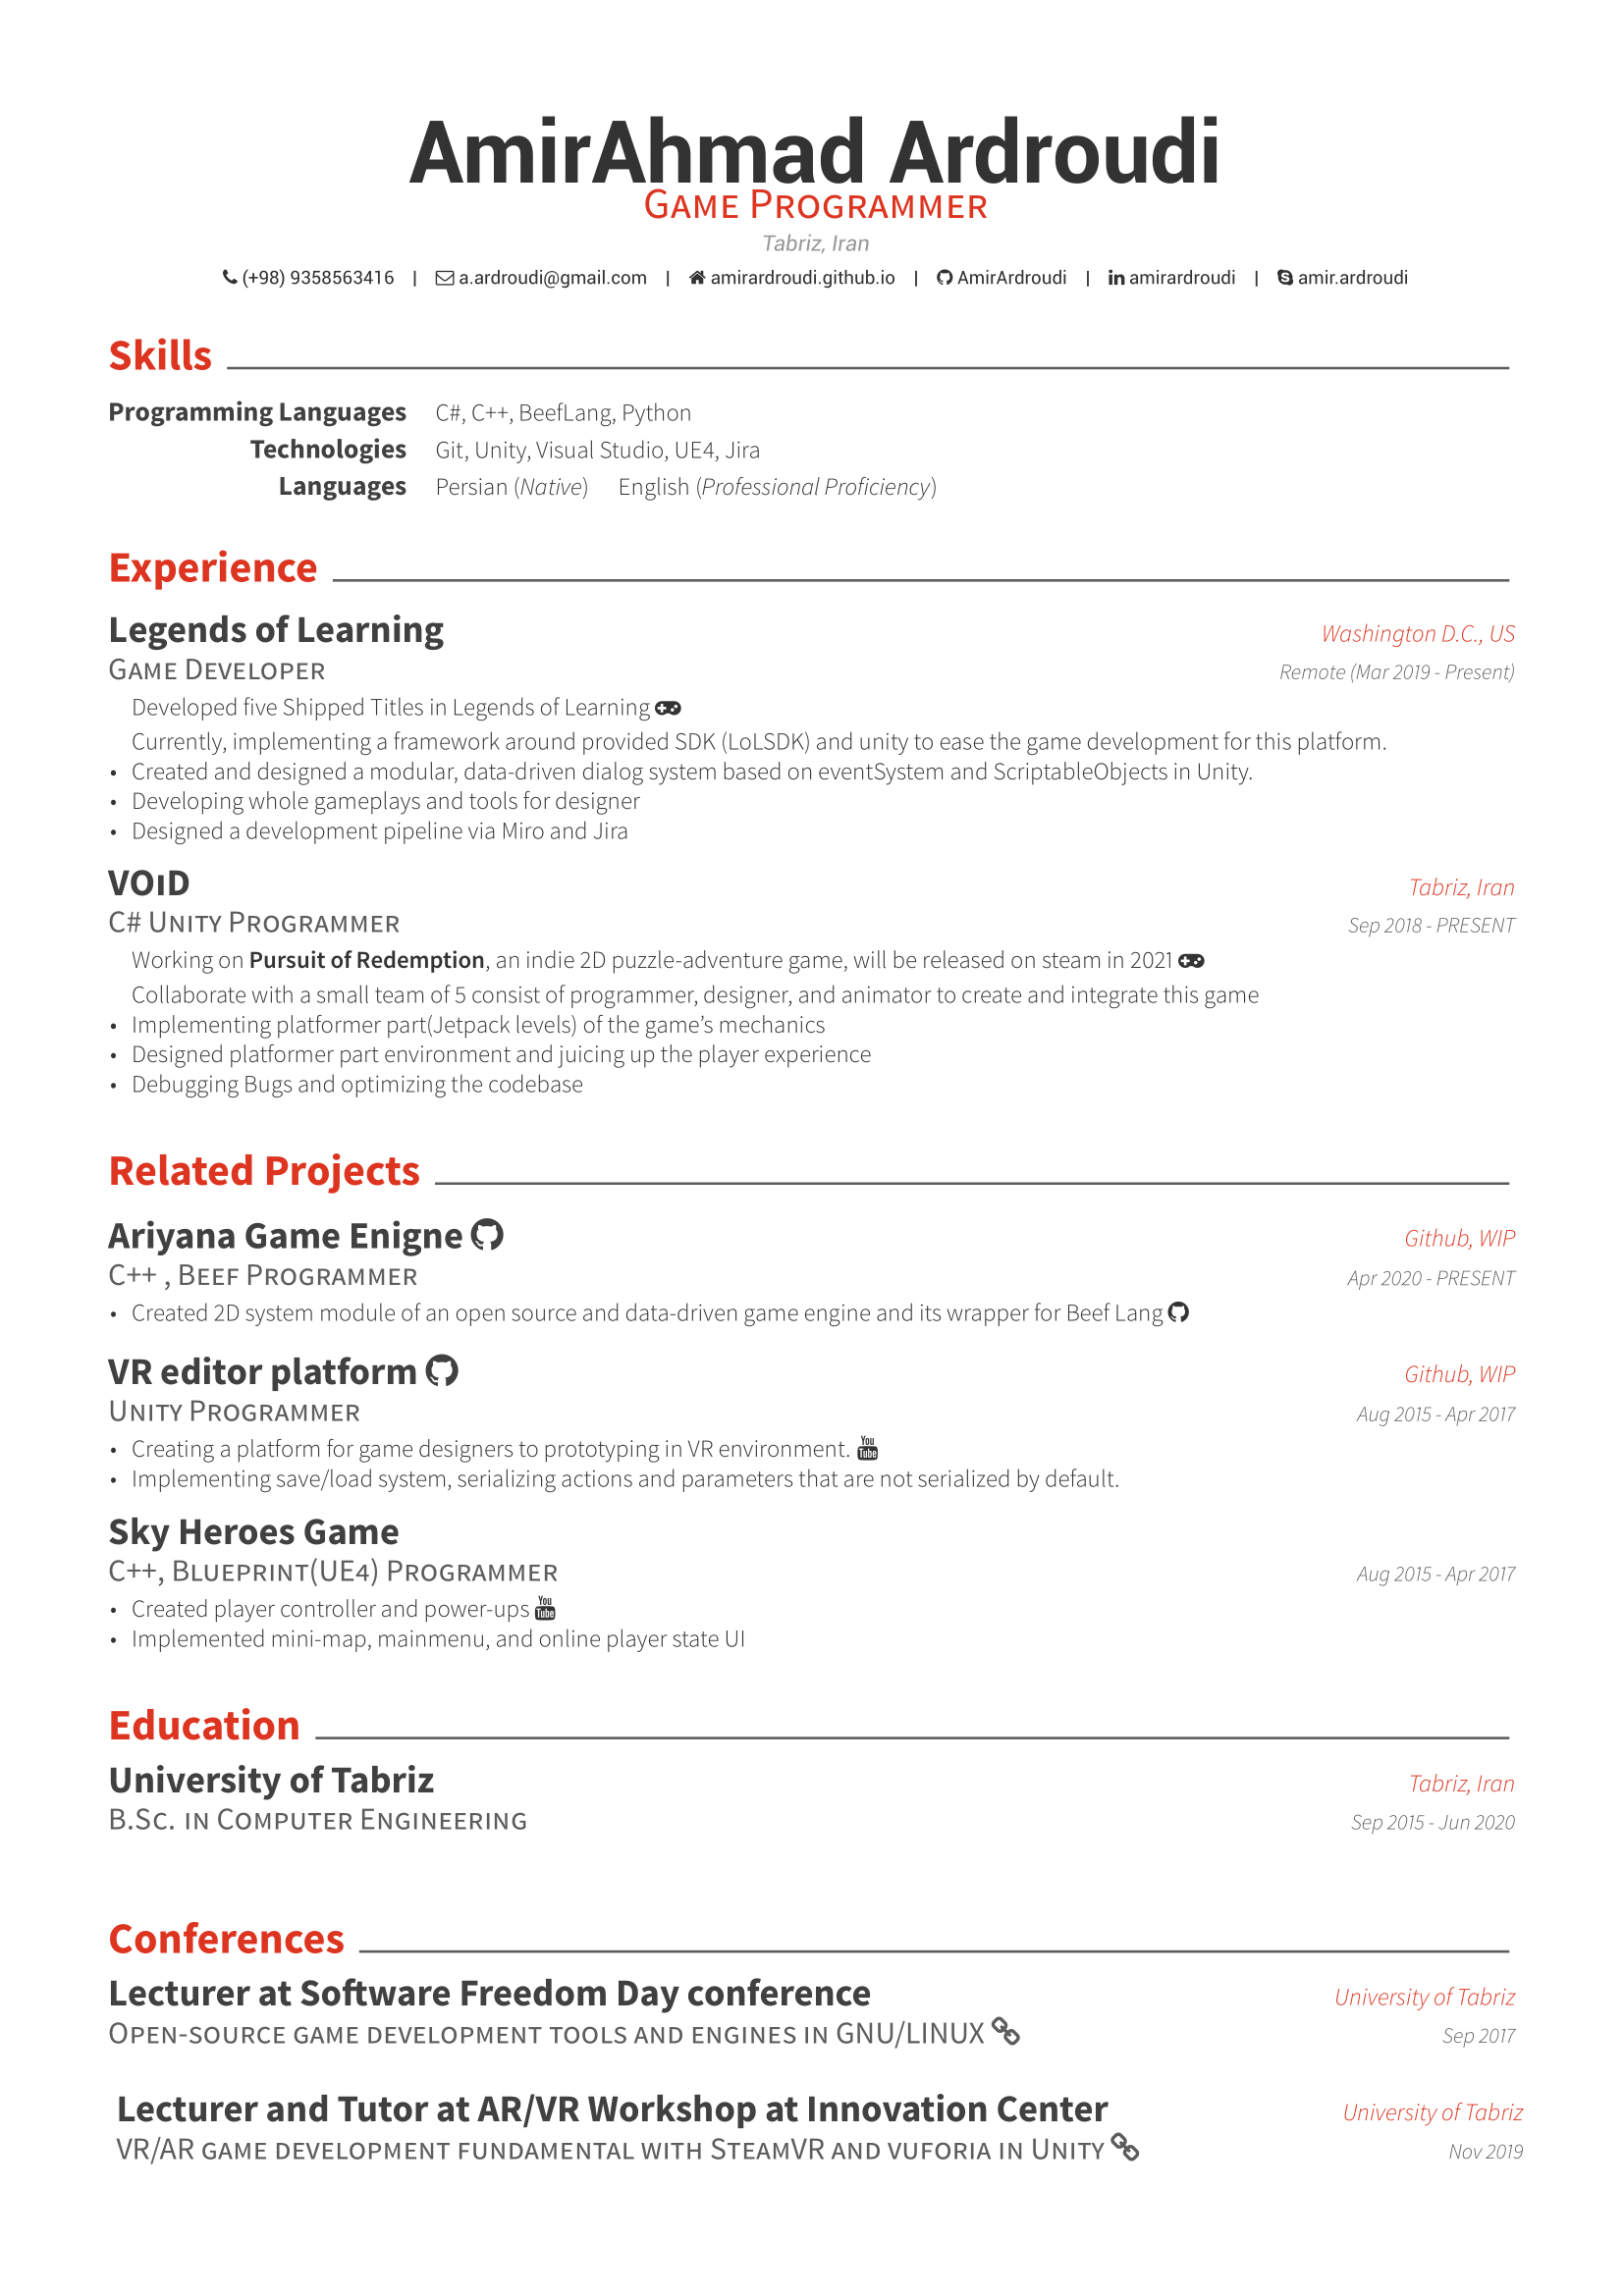 AmirAhmad Ardroudi
Game Programmer
Tabriz, Iran
(+98) 9358563416 | a.ardroudi@gmail.com | amirardroudi.github.io | AmirArdroudi | amirardroudi | amir.ardroudi
Skills
Programming Languages C#, C++, BeefLang, Python
Technologies Git, Unity, Visual Studio, UE4, Jira
Languages Persian (Native) English (Professional Proficiency)
Experience
Legends of Learning Washington D.C., US
Game Developer Remote (Mar 2019 - Present)
Developed five Shipped Titles in Legends of Learning
Currently, implementing a framework around provided SDK (LoLSDK) and unity to ease the game development for this platform.
• Created and designed a modular, data-driven dialog system based on eventSystem and ScriptableObjects in Unity.
• Developing whole gameplays and tools for designer
• Designed a development pipeline via Miro and Jira
VOıD Tabriz, Iran
C# Unity Programmer Sep 2018 - PRESENT
Working on Pursuit of Redemption, an indie 2D puzzle-adventure game, will be released on steam in 2021
Collaborate with a small team of 5 consist of programmer, designer, and animator to create and integrate this game
• Implementing platformer part(Jetpack levels) of the game’s mechanics
• Designed platformer part environment and juicing up the player experience
• Debugging Bugs and optimizing the codebase
Related Projects
Ariyana Game Enigne Github, WIP
C++ , Beef Programmer Apr 2020 - PRESENT
• Created 2D system module of an open source and data-driven game engine and its wrapper for Beef Lang
VR editor platform Github, WIP
Unity Programmer Aug 2015 - Apr 2017
• Creating a platform for game designers to prototyping in VR environment. You Tube
• Implementing save/load system, serializing actions and parameters that are not serialized by default.
Sky Heroes Game
C++, Blueprint(UE4) Programmer Aug 2015 - Apr 2017
• Created player controller and power-ups You Tube
• Implemented mini-map, mainmenu, and online player state UI
Education
University of Tabriz Tabriz, Iran
B.Sc. in Computer Engineering Sep 2015 - Jun 2020
Conferences
Lecturer at Software Freedom Day conference University of Tabriz
Open-source game development tools and engines in GNU/LINUX Sep 2017
Lecturer and Tutor at AR/VR Workshop at Innovation Center University of Tabriz
VR/AR game development fundamental with SteamVR and vuforia in Unity Nov 2019